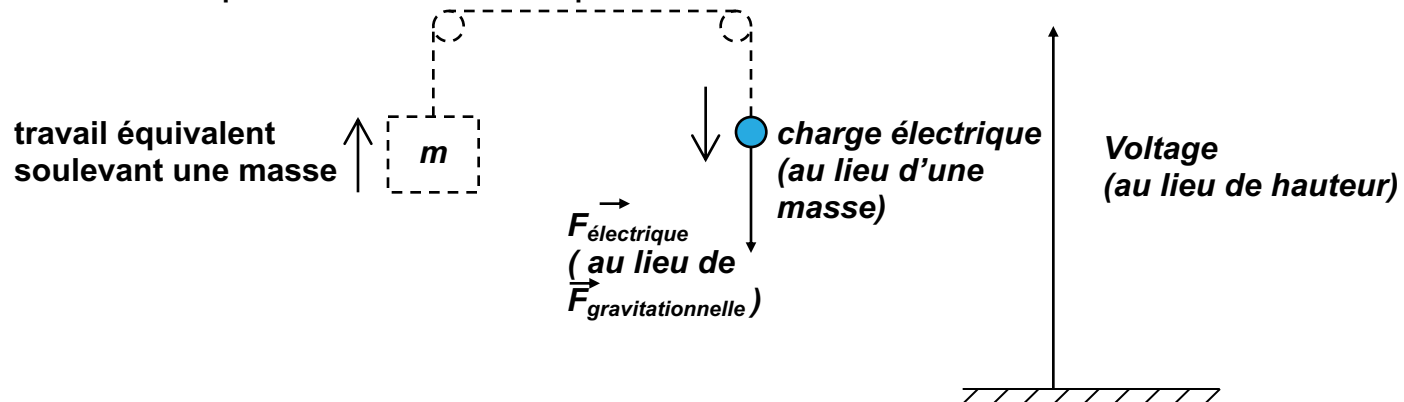 travail équivalent
soulevant une masse
m
charge électrique
(au lieu d'une
masse)
Voltage
(au lieu de hauteur)
F électrique
( au lieu de
F gravitationnelle )